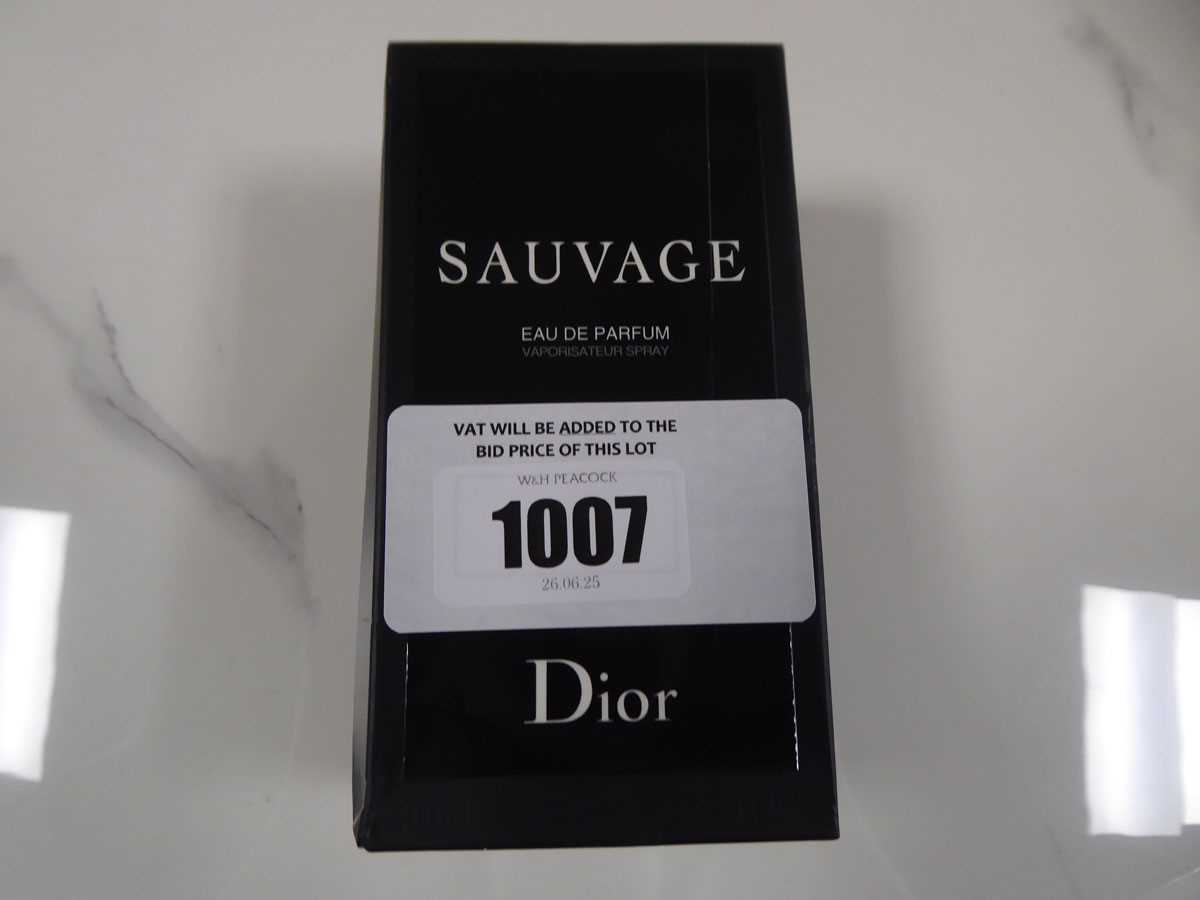 SAUVAGE
EAU DE PARFUM
VAPORISATEUR SPRAY
VAT WILL BE ADDED TO THE
BID PRICE OF THIS LOT
W&H PEACOCK
1007
26.06.25
Dior